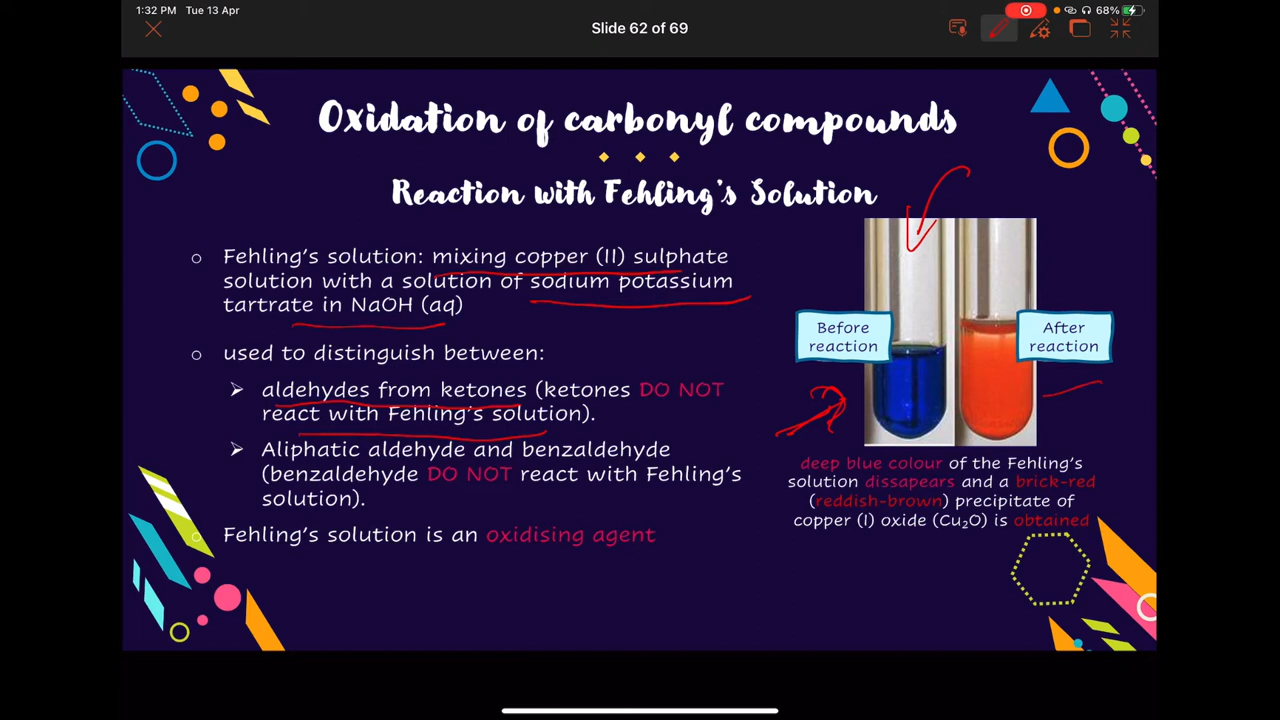 1:32 PM Tue 13 Apr
68%
Slide 62 of 69
Oxidation of carbonyl compounds
Reaction with Fehling's Solution
Fehling's solution: mixing copper (II) sulphate
solution with a solution of sodium potassium
tartrate in NaOH (aq)
used to distinguish between:
aldehydes from ketones (ketones DO NOT
react with Fehling's solution).
Aliphatic aldehyde and benzaldehyde
(benzaldehyde DO NOT react with Fehling's
solution).
Fehling's solution is an oxidising agent
Before
reaction
After
reaction
deep blue colour of the Fehling's
solution dissapears and a brick-red
(reddish-brown) precipitate of
copper (I) oxide (Cu₂O) is obtained